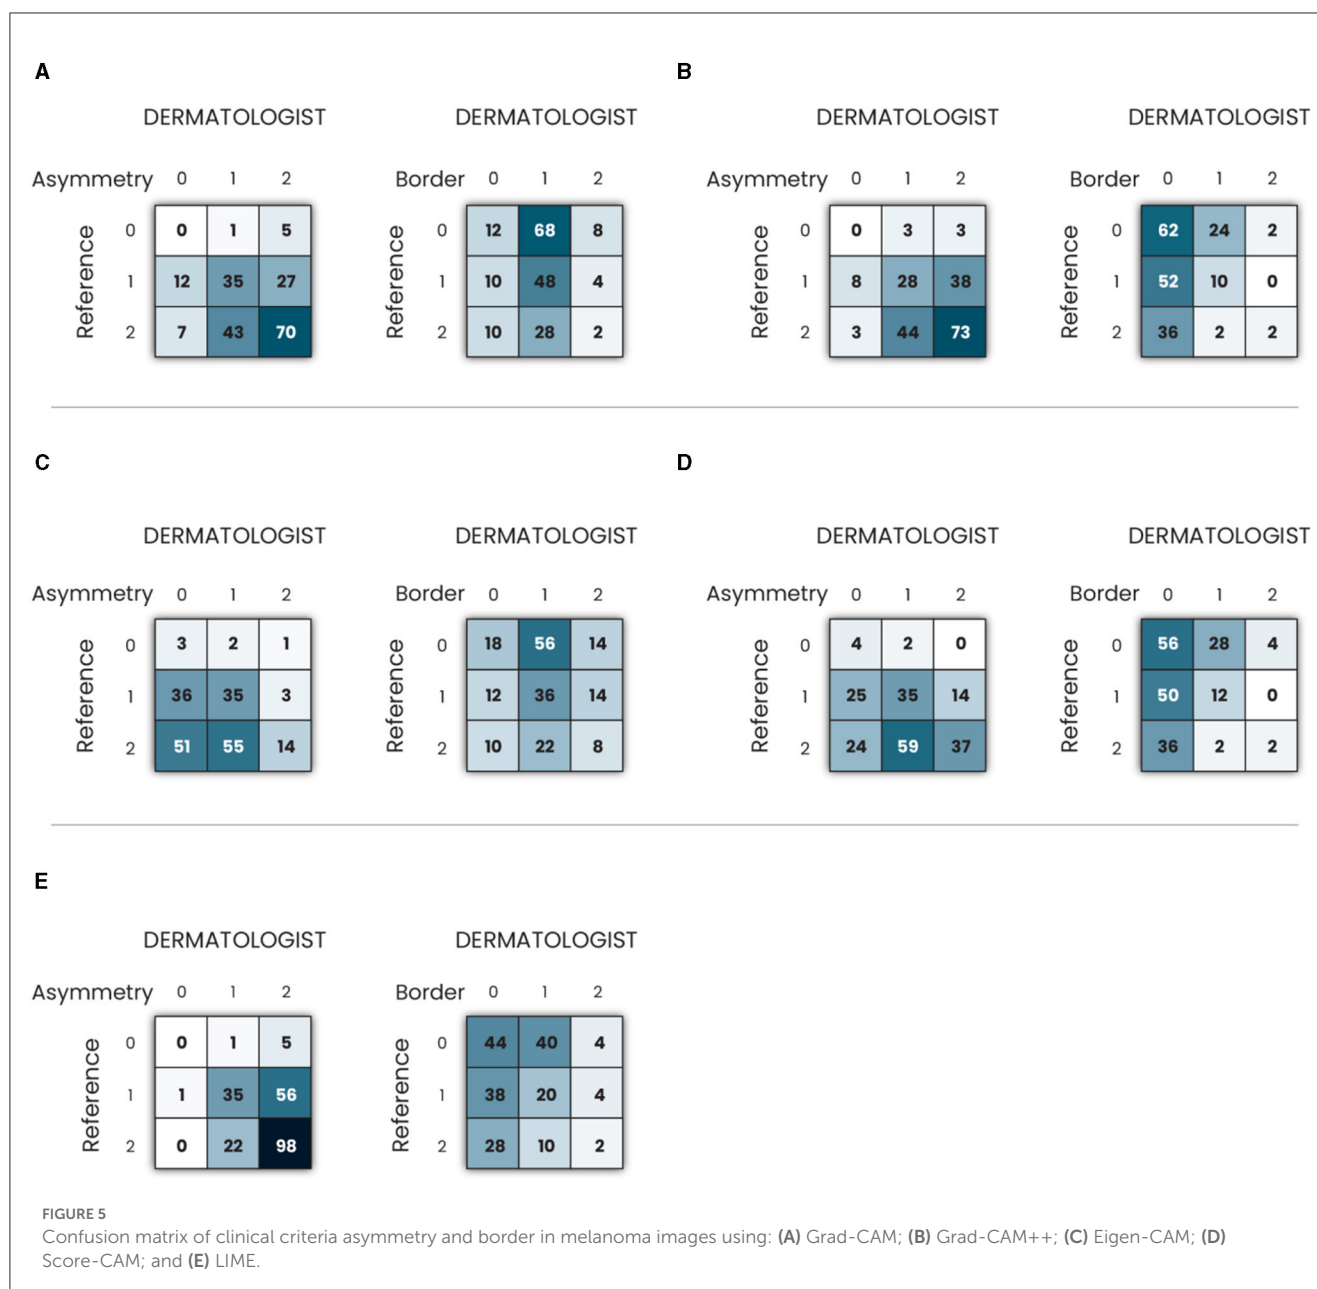 A B
DERMATOLOGIST DERMATOLOGIST DERMATOLOGIST DERMATOLOGIST
Asymmetry 0 1 2 Border 0 1 2 Asymmetry 0 1 2 Border 0 1 2
Reference Reference Reference Reference
0 0 1 5 0 12 68 8 0 0 3 3 0 62 24 2
1 12 35 27 1 10 48 4 1 8 28 38 1 52 10 0
2 7 43 70 2 10 28 2 2 3 44 73 2 36 2 2
C D
DERMATOLOGIST DERMATOLOGIST DERMATOLOGIST DERMATOLOGIST
Asymmetry 0 1 2 Border 0 1 2 Asymmetry 0 1 2 Border 0 1 2
Reference Reference Reference Reference
0 3 2 1 0 18 56 14 0 4 2 0 0 56 28 4
1 36 35 3 1 12 36 14 1 25 35 14 1 50 12 0
2 51 55 14 2 10 22 8 2 24 59 37 2 36 2 2
E
DERMATOLOGIST DERMATOLOGIST
Asymmetry 0 1 2 Border 0 1 2
Reference Reference
0 0 1 5 0 44 40 4
1 1 35 56 1 38 20 4
2 0 22 98 2 28 10 2
FIGURE 5
Confusion matrix of clinical criteria asymmetry and border in melanoma images using: (A) Grad-CAM; (B) Grad-CAM++; (C) Eigen-CAM; (D)
Score-CAM; and (E) LIME.